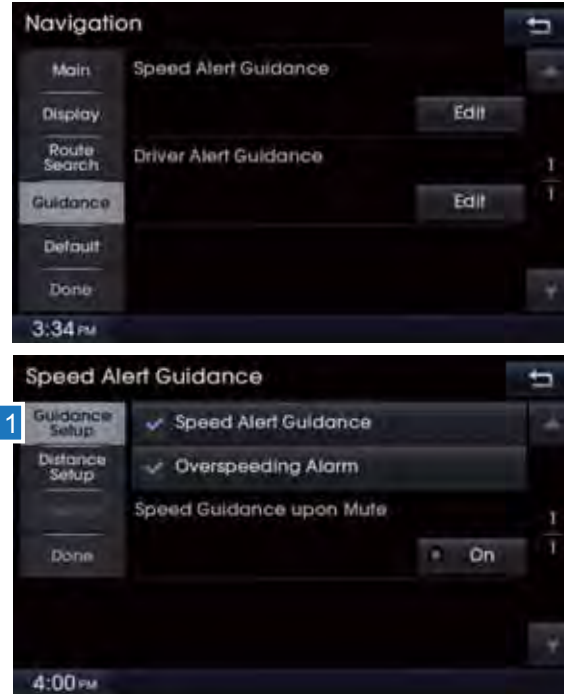 Navigation
Main
Speed Alert Guidance
Display
Edit
Route
Search
Driver Alert Guidance
1
Guidance
Edit
1
Default
Done
3:34 PM
Speed Alert Guidance
1
Guidance
Setup
Speed Alert Guidance
Distance
Setup
Overspeeding Alarm
Speed Guidance upon Mute
1
Done
On
1
4:00 PM